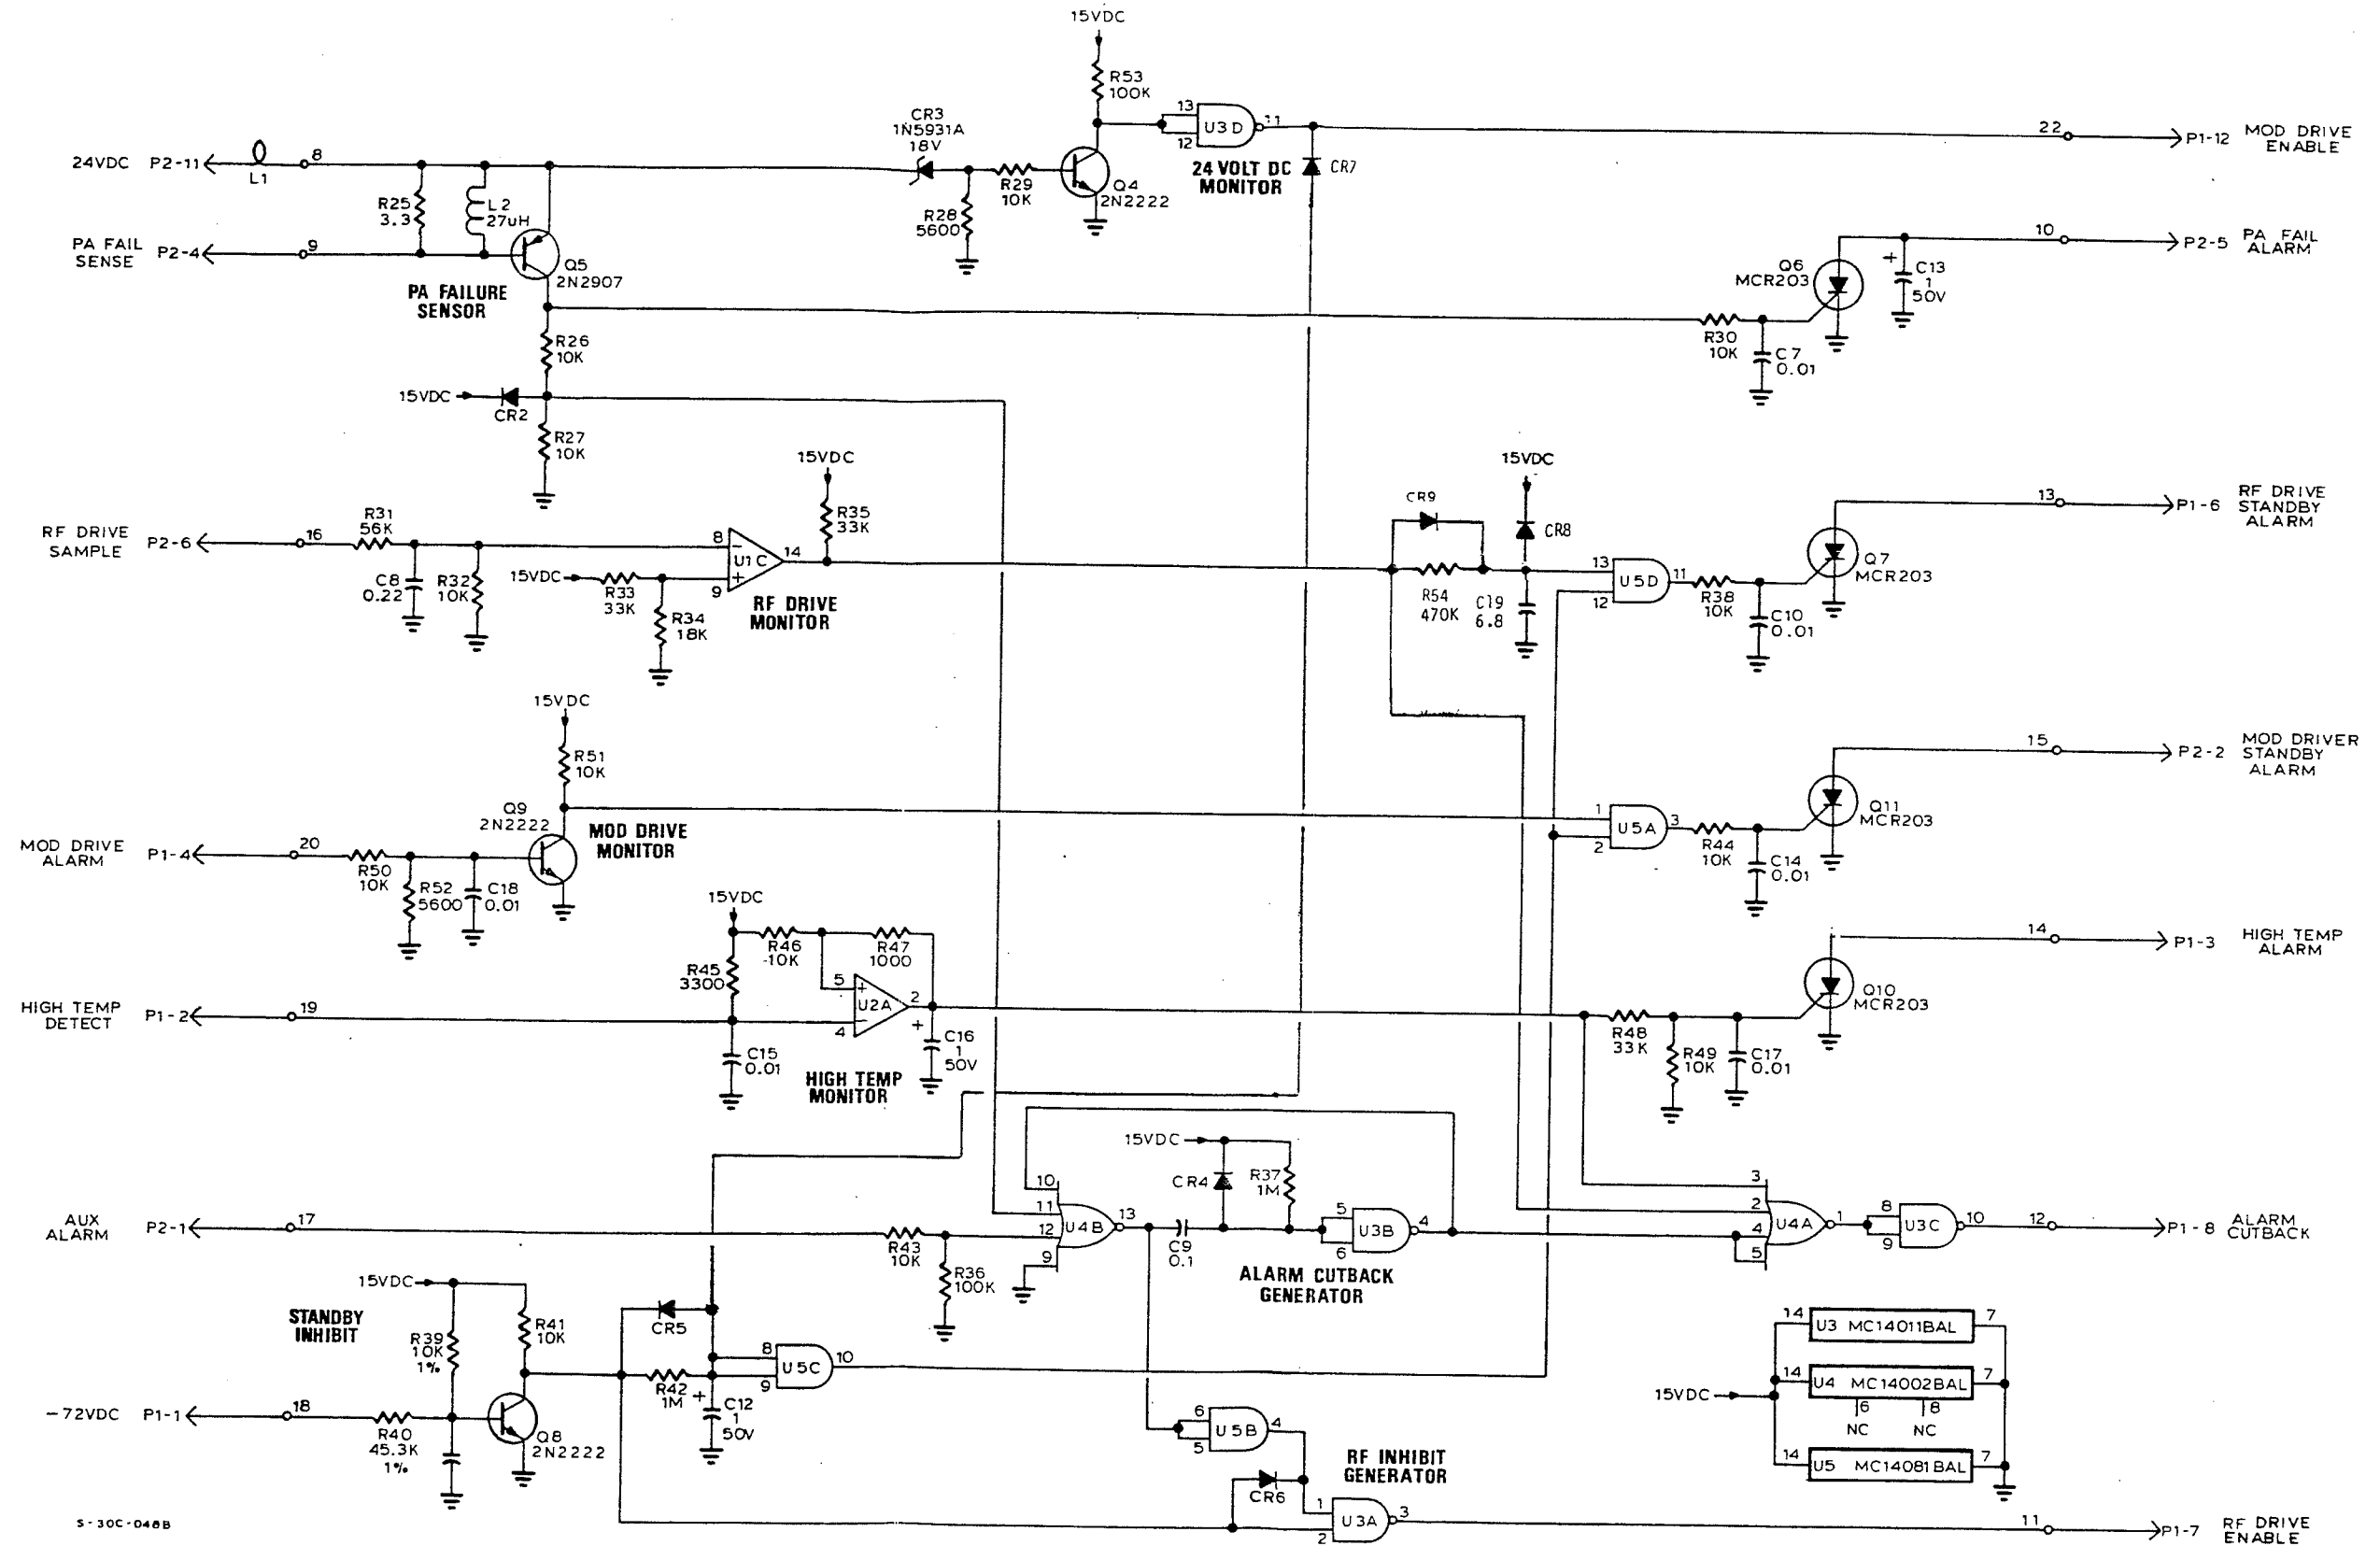 15VDC
R53
100K
CR3
1N5931A
18V
13
12
U3D
11
22
P1-12
MOD DRIVE
ENABLE
24VDC
P2-11
L1
8
R25
3.3
L2
27uH
R28
5600
R29
10K
Q4
2N2222
24 VOLT DC
MONITOR
CR7
PA FAIL
SENSE
P2-4
9
Q5
2N2907
PA FAILURE
SENSOR
10
P2-5
PA FAIL
ALARM
Q6
MCR203
+
C13
1
50V
R30
10K
C7
0.01
R26
10K
15VDC
CR2
R27
10K
RF DRIVE
SAMPLE
P2-6
16
R31
56K
C8
0.22
R32
10K
15VDC
R33
33K
R34
18K
8
-
U1C
+
9
14
15VDC
R35
33K
RF DRIVE
MONITOR
CR9
15VDC
CR8
R54
470K
C19
6.8
13
12
U5D
11
R38
10K
C10
0.01
Q7
MCR203
13
P1-6
RF DRIVE
STANDBY
ALARM
15VDC
R51
10K
Q9
2N2222
MOD DRIVE
MONITOR
MOD DRIVE
ALARM
P1-4
20
R50
10K
R52
5600
C18
0.01
1
2
U5A
3
R44
10K
C14
0.01
Q11
MCR203
15
P2-2
MOD DRIVER
STANDBY
ALARM
15VDC
R46
10K
R47
1000
R45
3300
5
+
U2A
-
4
2
+
C16
1
50V
C15
0.01
HIGH TEMP
MONITOR
HIGH TEMP
DETECT
P1-2
19
R48
33K
R49
10K
C17
0.01
Q10
MCR203
14
P1-3
HIGH TEMP
ALARM
AUX
ALARM
P2-1
17
R43
10K
R36
100K
10
11
12
9
U4B
13
C9
0.1
15VDC
CR4
R37
1M
5
6
U3B
4
ALARM CUTBACK
GENERATOR
3
2
4
5
U4A
1
8
9
U3C
10
12
P1-8
ALARM
CUTBACK
STANDBY
INHIBIT
15VDC
R39
10K
1%
R41
10K
-72VDC
P1-1
18
R40
45.3K
1%
Q8
2N2222
CR5
R42
1M
+
C12
1
50V
8
9
U5C
10
6
5
U5B
4
CR6
RF INHIBIT
GENERATOR
1
2
U3A
3
11
P1-7
RF DRIVE
ENABLE
15VDC
14
U3 MC14011BAL
7
14
U4 MC14002BAL
7
6
NC
8
NC
14
U5 MC14081BAL
7
S-30C-048B